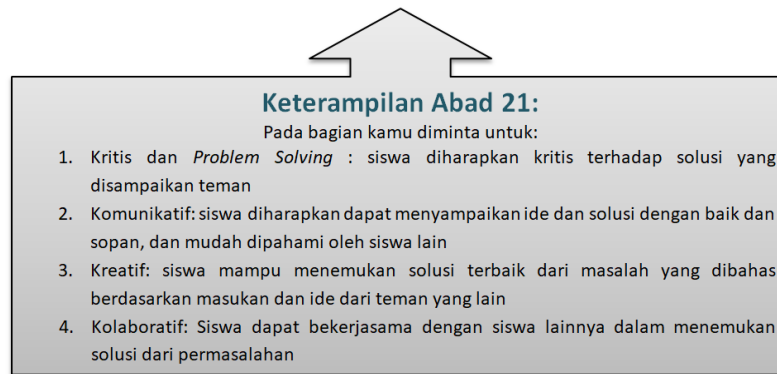 Keterampilan Abad 21:
Pada bagian kamu diminta untuk:
1. Kritis dan Problem Solving : siswa diharapkan kritis terhadap solusi yang
disampaikan teman
2. Komunikatif: siswa diharapkan dapat menyampaikan ide dan solusi dengan baik dan
sopan, dan mudah dipahami oleh siswa lain
3. Kreatif: siswa mampu menemukan solusi terbaik dari masalah yang dibahas
berdasarkan masukan dan ide dari teman yang lain
4. Kolaboratif: Siswa dapat bekerjasama dengan siswa lainnya dalam menemukan
solusi dari permasalahan